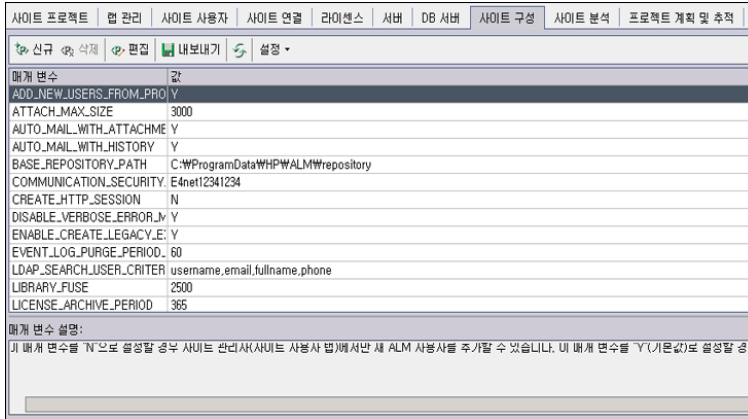 사이트 프로젝트 랩 관리 사이트 사용자 사이트 연결 라이센스 서버 DB 서버 사이트 구성 사이트 분석 프로젝트 계획 및 추적
신규 삭제 편집 내보내기 설정
매개 변수 값
ADD_NEW_USERS_FROM_PRO Y
ATTACH_MAX_SIZE 3000
AUTO_MAIL_WITH_ATTACHME Y
AUTO_MAIL_WITH_HISTORY Y
BASE_REPOSITORY_PATH C:₩ProgramData₩HP₩ALM₩repository
COMMUNICATION_SECURITY. E4net12341234
CREATE_HTTP_SESSION N
DISABLE_VERBOSE_ERROR_M Y
ENABLE_CREATE_LEGACY_E: Y
EVENT_LOG_PURGE_PERIOD_ 60
LDAP_SEARCH_USER_CRITER username,email,fullname,phone
LIBRARY_FUSE 2500
LICENSE_ARCHIVE_PERIOD 365
매개 변수 설명:
이 매개 변수를 "N"으로 설정할 경우 사이트 관리자(사이트 사용자 탭)에서만 새 ALM 사용자를 추가할 수 있습니다. 이 매개 변수를 "Y"(기본값)로 설정할 경